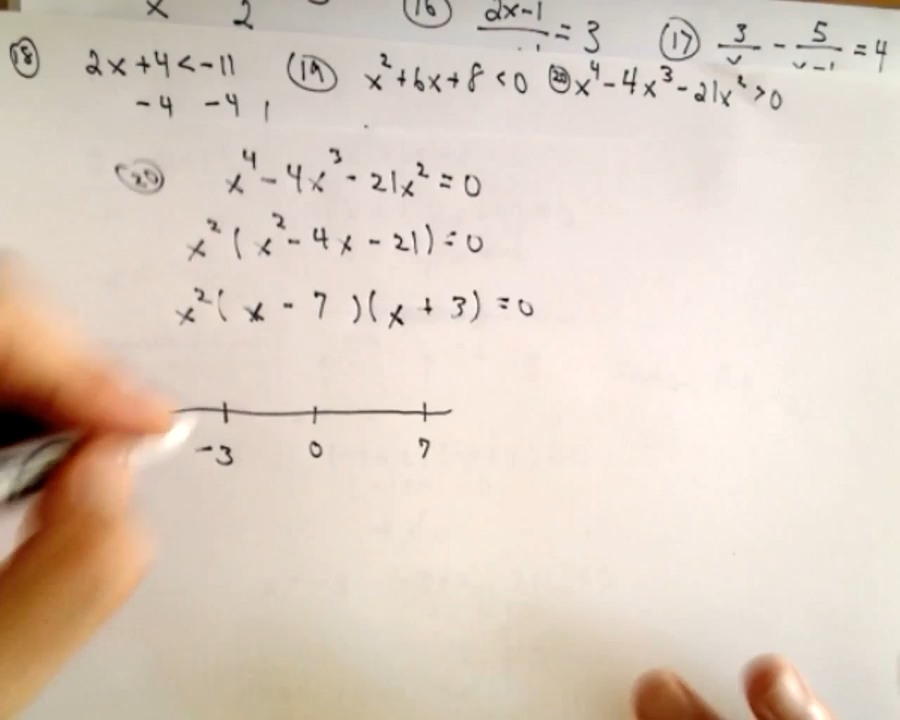 x 2 (16) 2x-1 = 3 (17) 3 - 5 = 4
(18) 2x+4<-11 (19) x²+6x+8<0 (20) x⁴-4x³-21x²>0
-4 -4
(20) x⁴-4x³-21x²=0
x²(x²-4x-21)=0
x²(x-7)(x+3)=0
-3 0 7